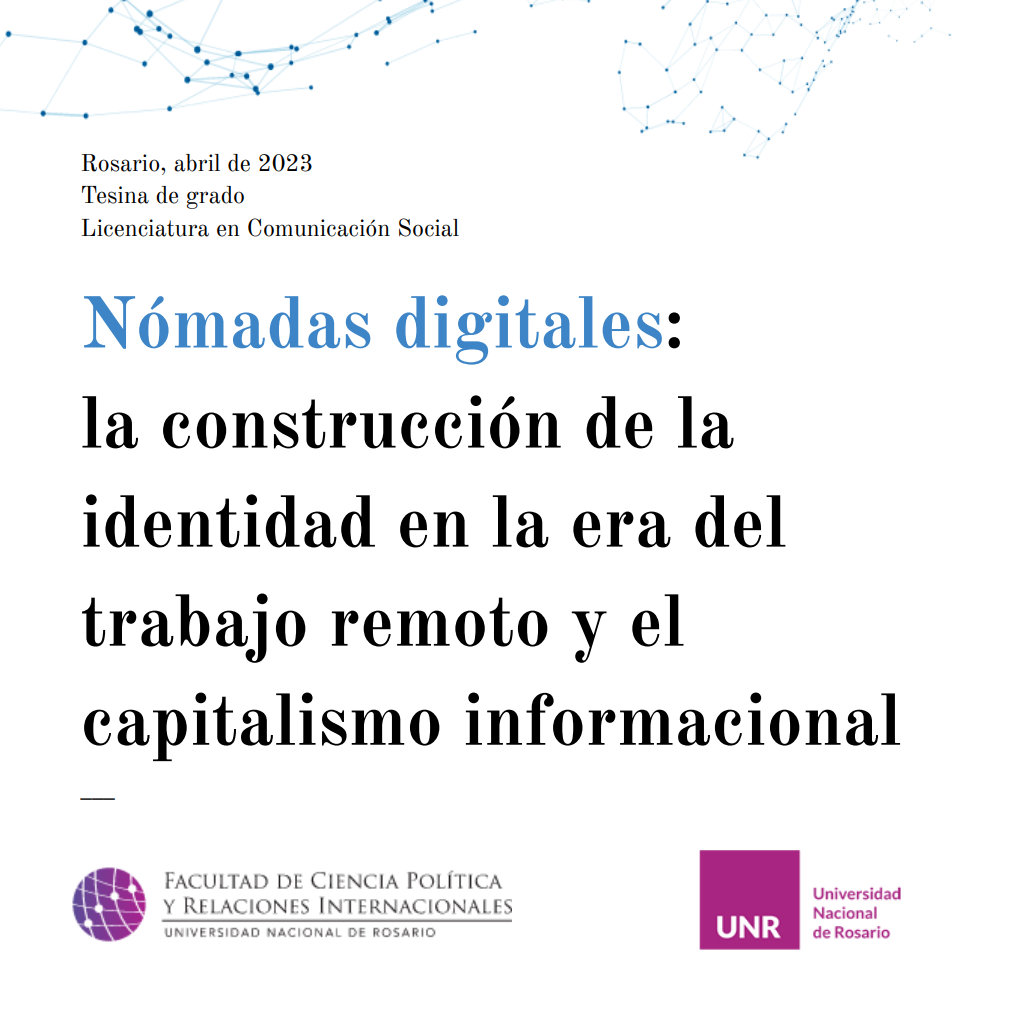 Rosario, abril de 2023
Tesina de grado
Licenciatura en Comunicación Social
Nómadas digitales:
la construcción de la
identidad en la era del
trabajo remoto y el
capitalismo informacional
FACULTAD DE CIENCIA POLÍTICA
Y RELACIONES INTERNACIONALES
UNIVERSIDAD NACIONAL DE ROSARIO
UNR
Universidad
Nacional
de Rosario